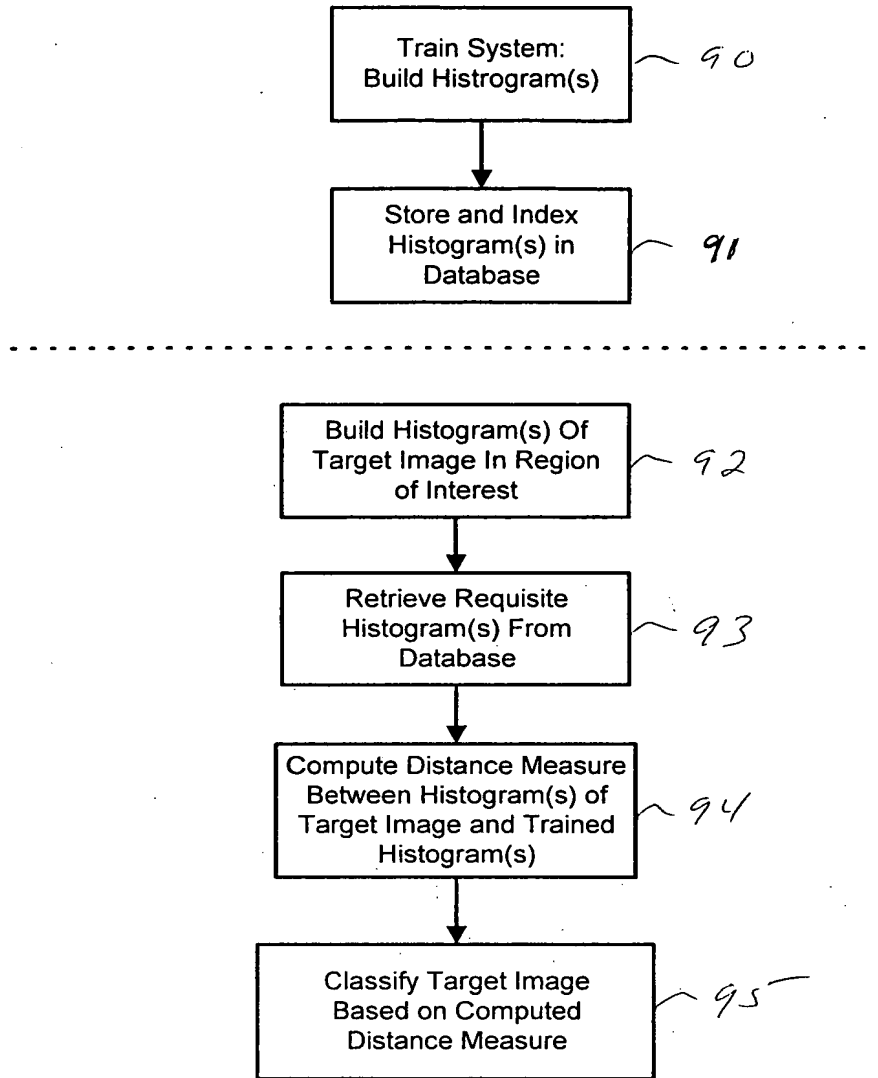 Train System:
Build Histrogram(s)
90
Store and Index
Histogram(s) in
Database
91
Build Histogram(s) Of
Target Image In Region
of Interest
92
Retrieve Requisite
Histogram(s) From
Database
93
Compute Distance Measure
Between Histogram(s) of
Target Image and Trained
Histogram(s)
94
Classify Target Image
Based on Computed
Distance Measure
95